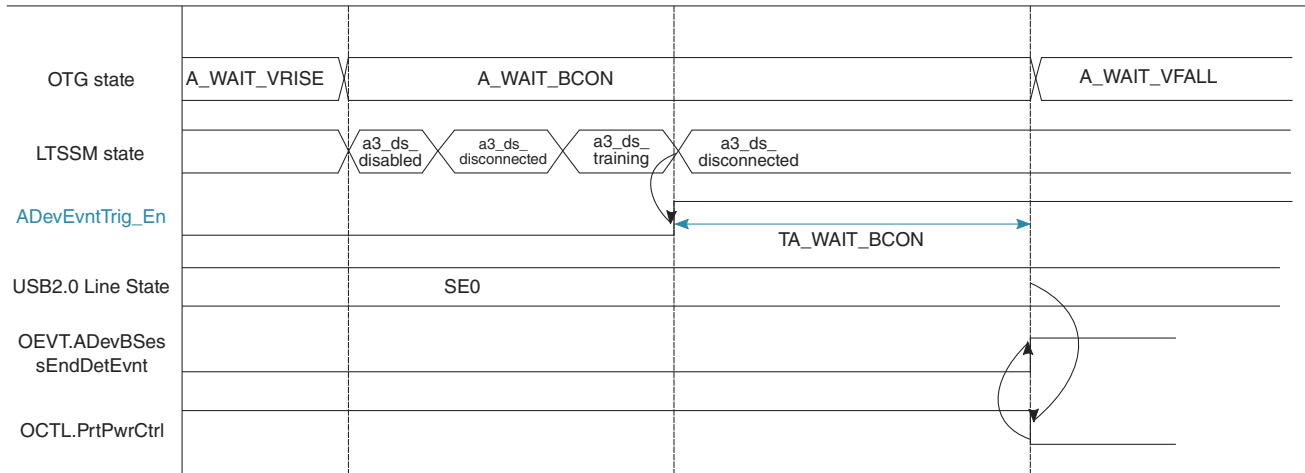 OTG state
A_WAIT_VRISE
A_WAIT_BCON
A_WAIT_VFALL
LTSSM state
a3_ds_
disabled
a3_ds_
disconnected
a3_ds_
training
a3_ds_
disconnected
ADevEvntTrig_En
TA_WAIT_BCON
USB2.0 Line State
SE0
OEVT.ADevBSes
sEndDetEvnt
OCTL.PrtPwrCtrl